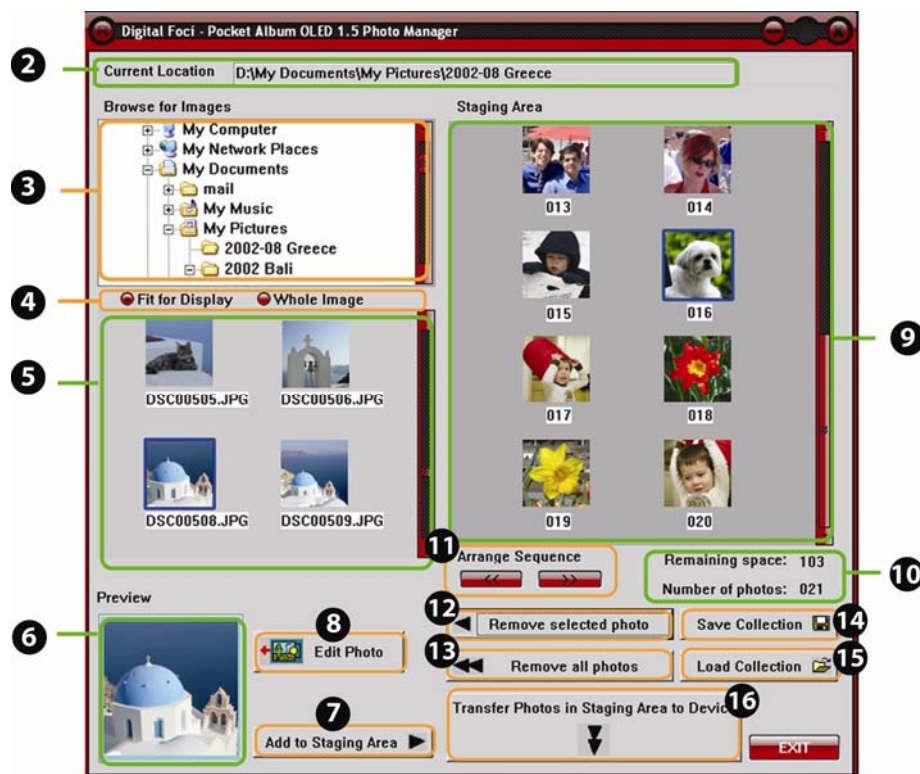 Digital Foci - Pocket Album OLED 1.5 Photo Manager
2
Current Location D:\My Documents\My Pictures\2002-08 Greece
Browse for Images
3
My Computer
My Network Places
My Documents
mail
My Music
My Pictures
2002-08 Greece
2002 Bali
4
Fit for Display Whole Image
5
DSC00505.JPG DSC00506.JPG
DSC00508.JPG DSC00509.JPG
Staging Area
013 014
015 016
017 018
019 020
9
11
Arrange Sequence
<< >>
Remaining space: 103
Number of photos: 021
10
Preview
6
8
Edit Photo
7
Add to Staging Area
12
Remove selected photo
13
Remove all photos
Save Collection
14
Load Collection
15
Transfer Photos in Staging Area to Devic
16
EXIT